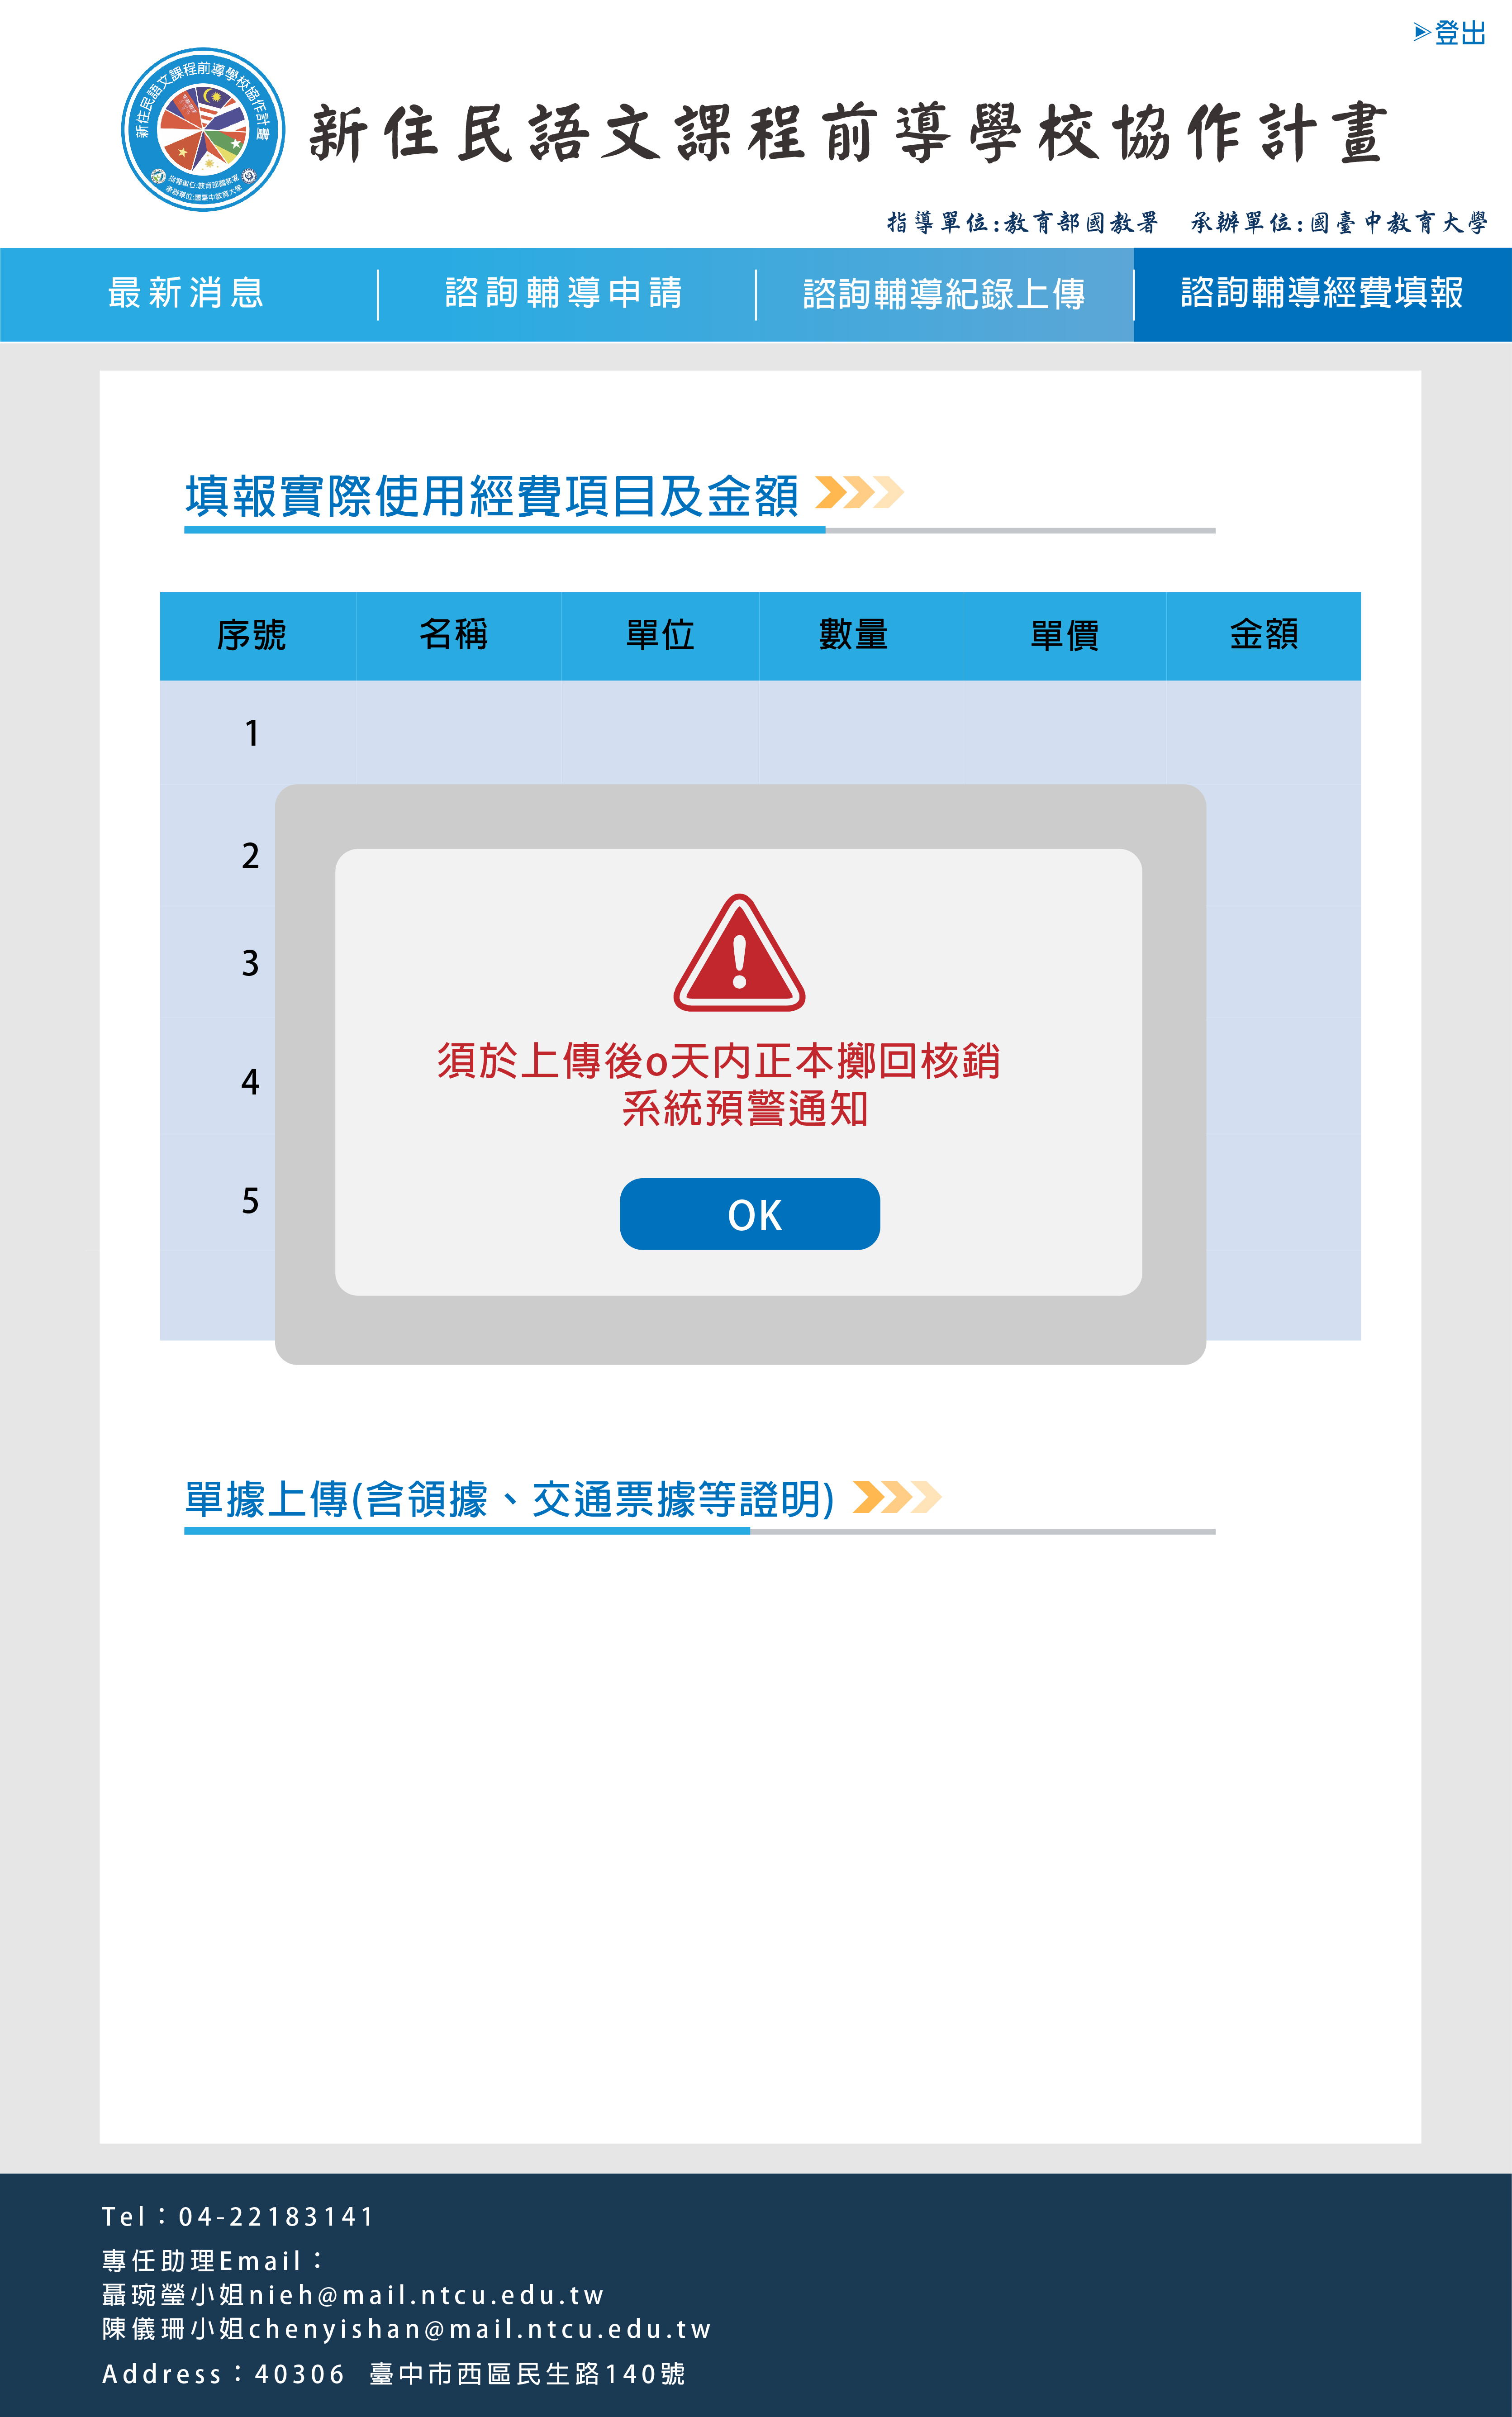 登出
新住民語文課程前導學校協作計畫
指導單位:教育部國教署
承辦單位:國臺中教育大學
新住民語文課程前導學校協作計畫
指導單位:教育部國教署 承辦單位:國臺中教育大學
最新消息 諮詢輔導申請 諮詢輔導紀錄上傳 諮詢輔導經費填報
填報實際使用經費項目及金額
序號 名稱 單位 數量 單價 金額
1
2
3
4
5
須於上傳後o天内正本擲回核銷
系統預警通知
OK
單據上傳(含領據、交通票據等證明)
Tel：04-22183141
專任助理Email：
聶琬瑩小姐nieh@mail.ntcu.edu.tw
陳儀珊小姐chenyishan@mail.ntcu.edu.tw
Address：40306 臺中市西區民生路140號